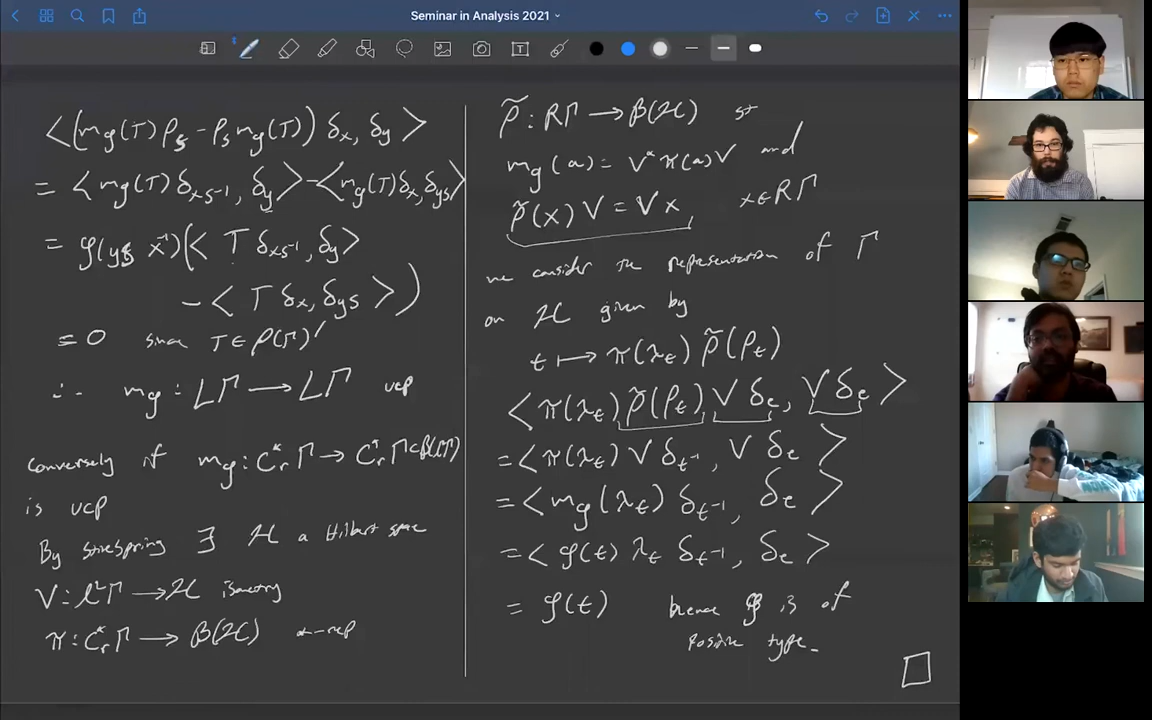 Seminar in Analysis 2021
⟨(m_φ(T) ρ_s − ρ_s m_φ(T)) δ_x, δ_y⟩
= ⟨m_φ(T) δ_{xs⁻¹}, δ_y⟩ − ⟨m_φ(T) δ_x, δ_{ys}⟩
= φ(ys x⁻¹)(⟨T δ_{xs⁻¹}, δ_y⟩
− ⟨T δ_x, δ_{ys}⟩)
= 0 since T ∈ ρ(Γ)′
∴ m_φ : LΓ → LΓ ucp
Conversely if m_φ : C*_r Γ → C*_r Γ ⊂ B(ℓ²Γ)
is ucp
By Stinespring ∃ ℋ a Hilbert space
V : ℓ²Γ → ℋ isometry
π : C*_r Γ → B(ℋ) *-rep
ρ̃ : RΓ → B(ℋ) st
m_φ(a) = V* π(a) V and
ρ̃(x) V = V x, x ∈ RΓ
we consider the representation of Γ
on ℋ given by
t ↦ π(λ_t) ρ̃(ρ_t)
⟨π(λ_t) ρ̃(ρ_t) V δ_e, V δ_e⟩
= ⟨π(λ_t) V δ_{t⁻¹}, V δ_e⟩
= ⟨m_φ(λ_t) δ_{t⁻¹}, δ_e⟩
= ⟨φ(t) λ_t δ_{t⁻¹}, δ_e⟩
= φ(t) hence φ is of
positive type.
□